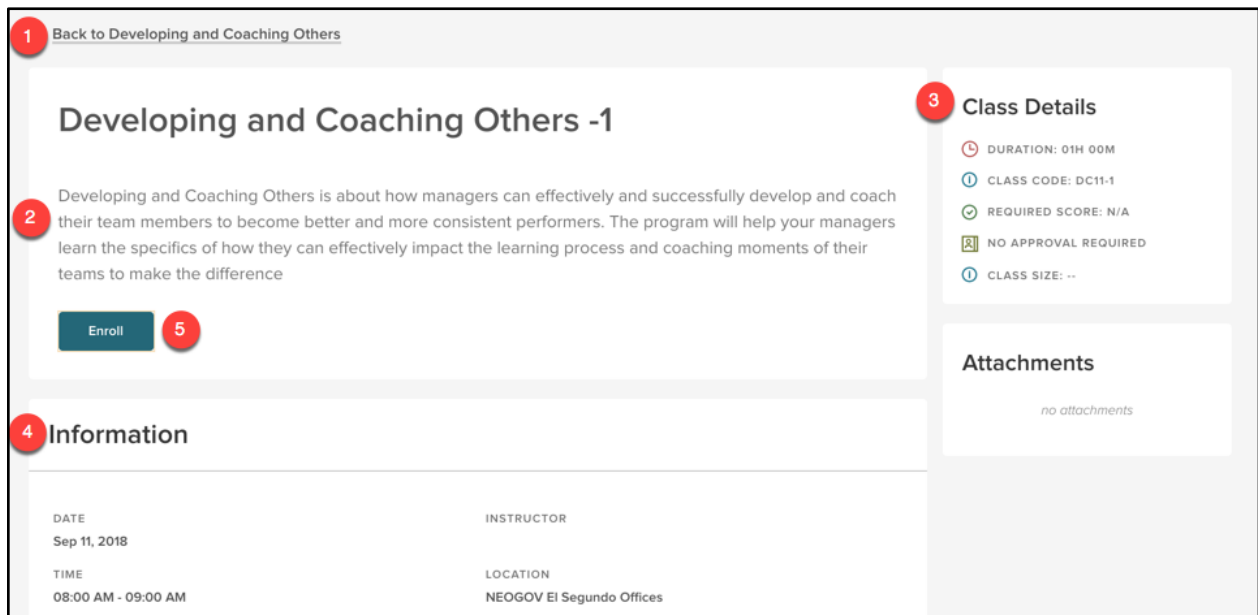 1 Back to Developing and Coaching Others
Developing and Coaching Others -1
Developing and Coaching Others is about how managers can effectively and successfully develop and coach
2 their team members to become better and more consistent performers. The program will help your managers
learn the specifics of how they can effectively impact the learning process and coaching moments of their
teams to make the difference
Enroll 5
3 Class Details
DURATION: 01H 00M
CLASS CODE: DC11-1
REQUIRED SCORE: N/A
NO APPROVAL REQUIRED
CLASS SIZE: --
Attachments
no attachments
4 Information
DATE
Sep 11, 2018
INSTRUCTOR
TIME
08:00 AM - 09:00 AM
LOCATION
NEOGOV El Segundo Offices